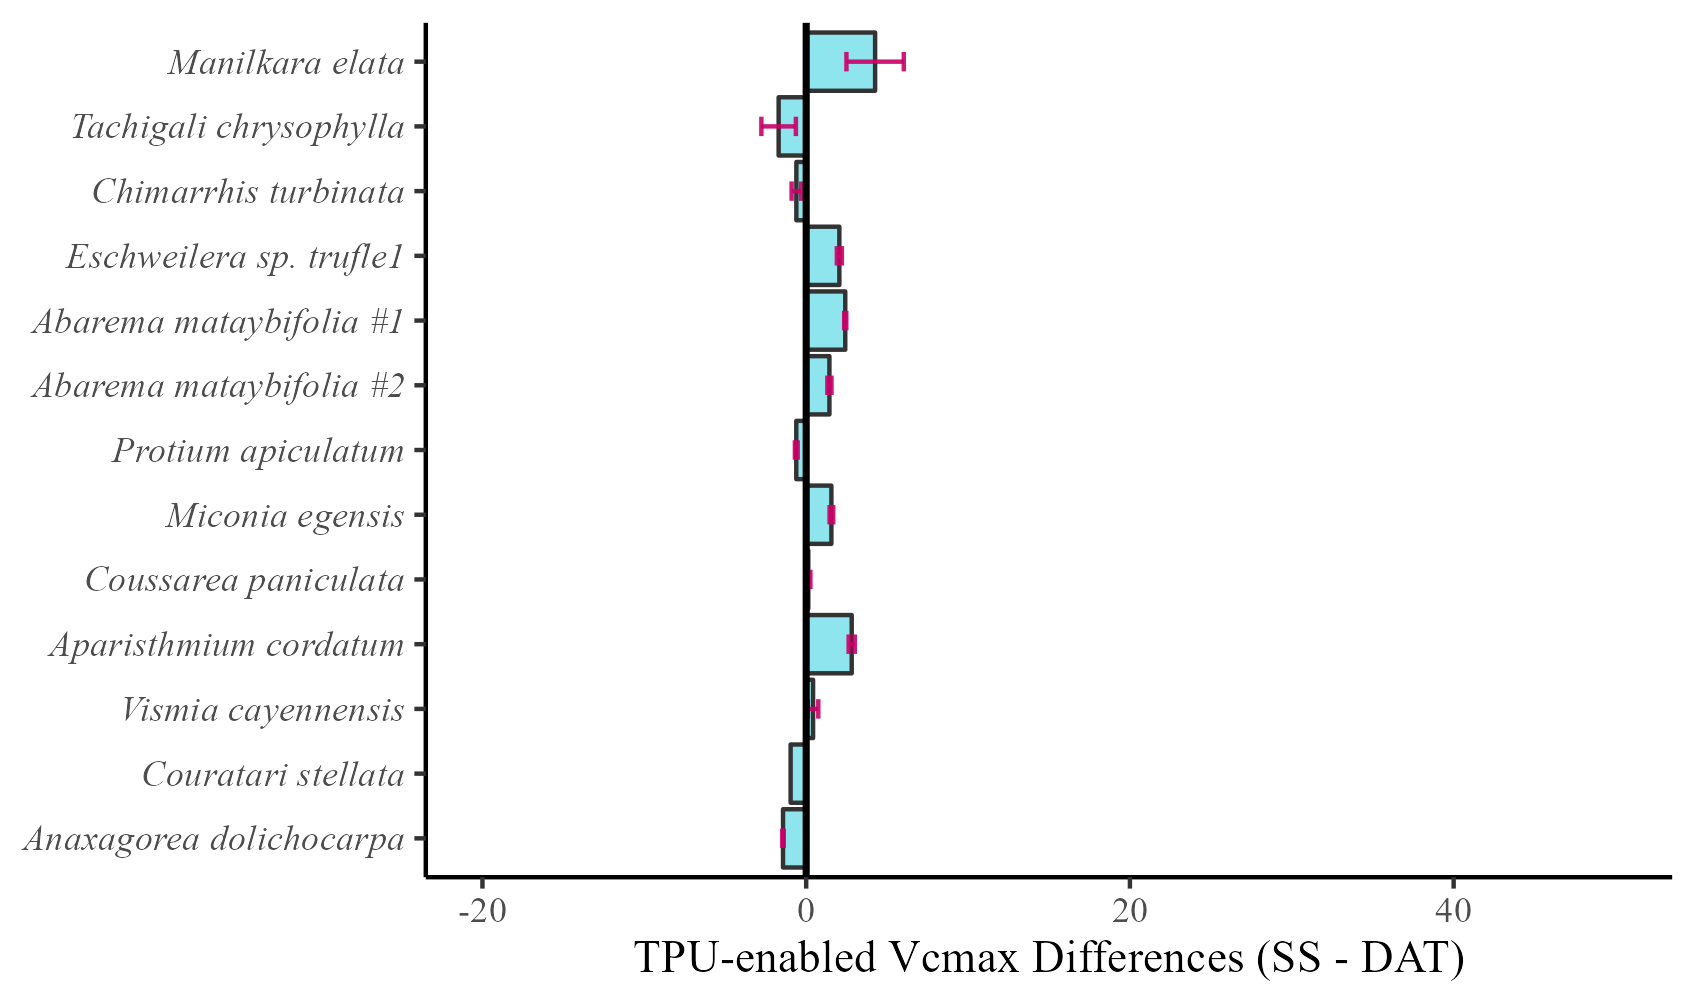 Manilkara elata
Tachigali chrysophylla
Chimarrhis turbinata
Eschweilera sp. trufle1
Abarema mataybifolia #1
Abarema mataybifolia #2
Protium apiculatum
Miconia egensis
Coussarea paniculata
Aparisthmium cordatum
Vismia cayennensis
Couratari stellata
Anaxagorea dolichocarpa
-20 0 20 40
TPU-enabled Vcmax Differences (SS - DAT)